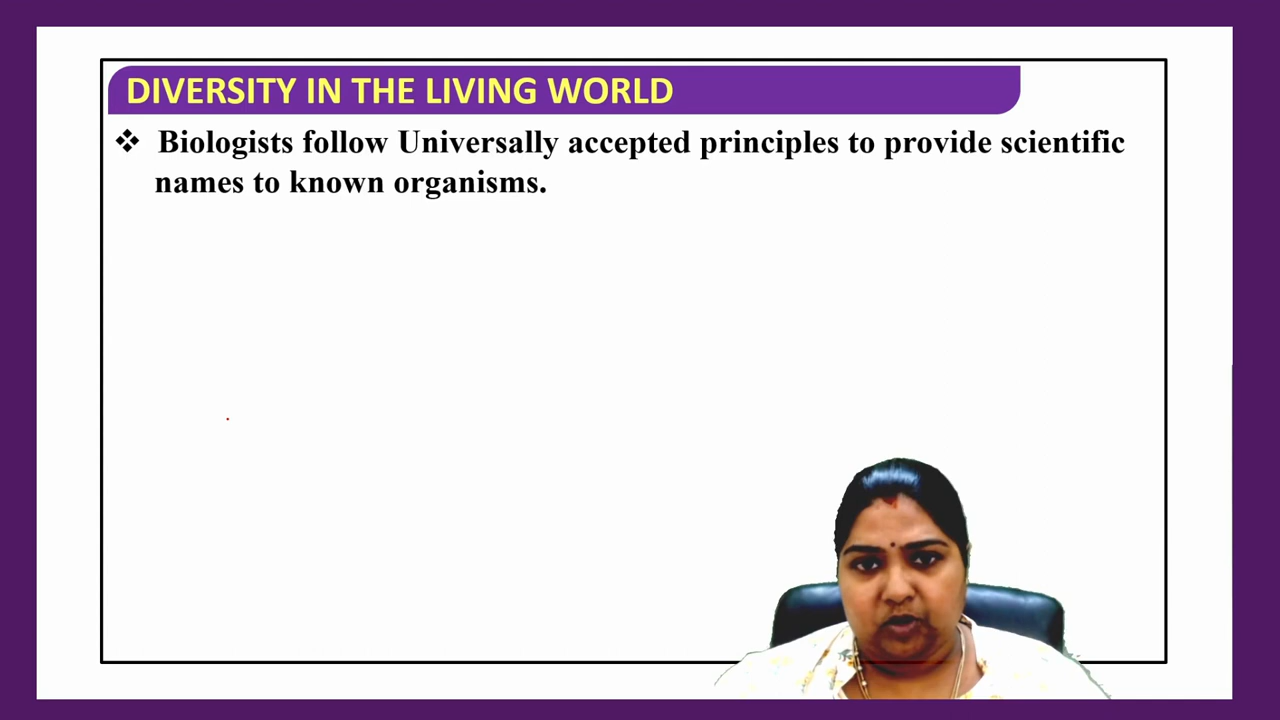 DIVERSITY IN THE LIVING WORLD
❖ Biologists follow Universally accepted principles to provide scientific
names to known organisms.